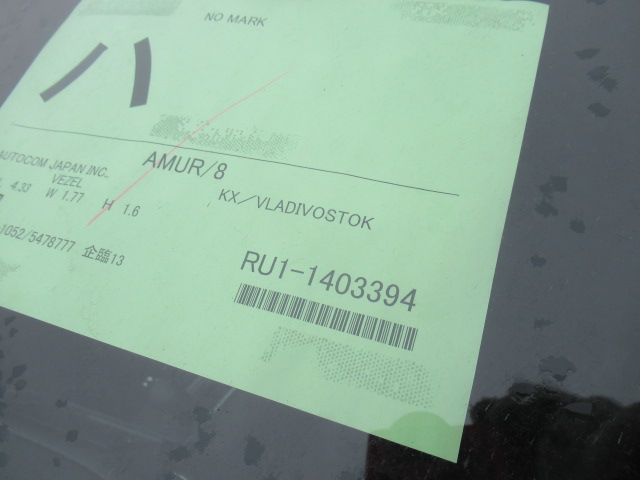 NO MARK
ハ
AMUR/8
AUTOCOM JAPAN INC.
VEZEL
4.33 W 1.77 H 1.6
KX/VLADIVOSTOK
1052/5478777 企臨13
RU1-1403394